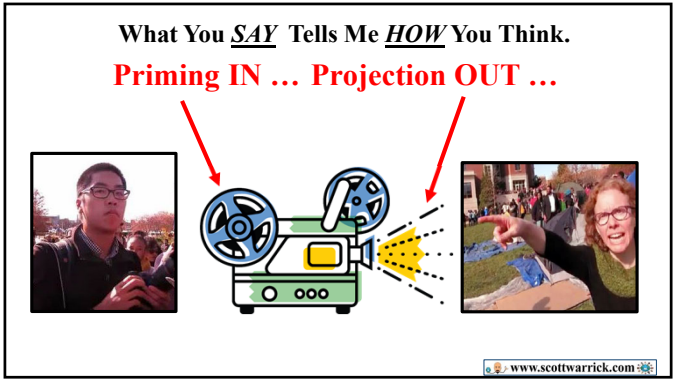 What You SAY Tells Me HOW You Think.
Priming IN … Projection OUT …
www.scottwarrick.com